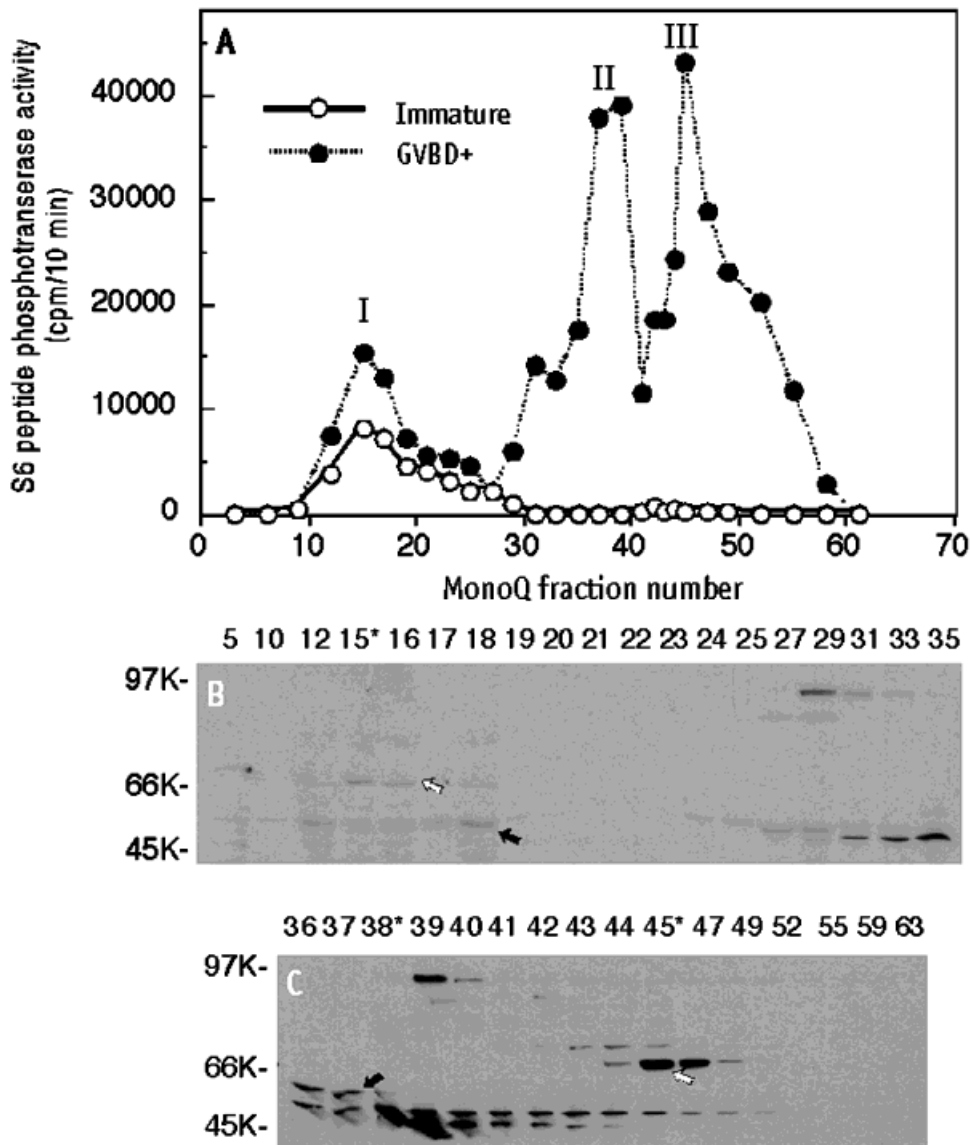 A
I
II
III
Immature
GVBD+
S6 peptide phosphotranserase activity
(cpm/10 min)
40000
30000
20000
10000
0
0 10 20 30 40 50 60 70
MonoQ fraction number
5 10 12 15* 16 17 18 19 20 21 22 23 24 25 27 29 31 33 35
97K-
B
66K-
45K-
36 37 38* 39 40 41 42 43 44 45* 47 49 52 55 59 63
97K-
C
66K-
45K-